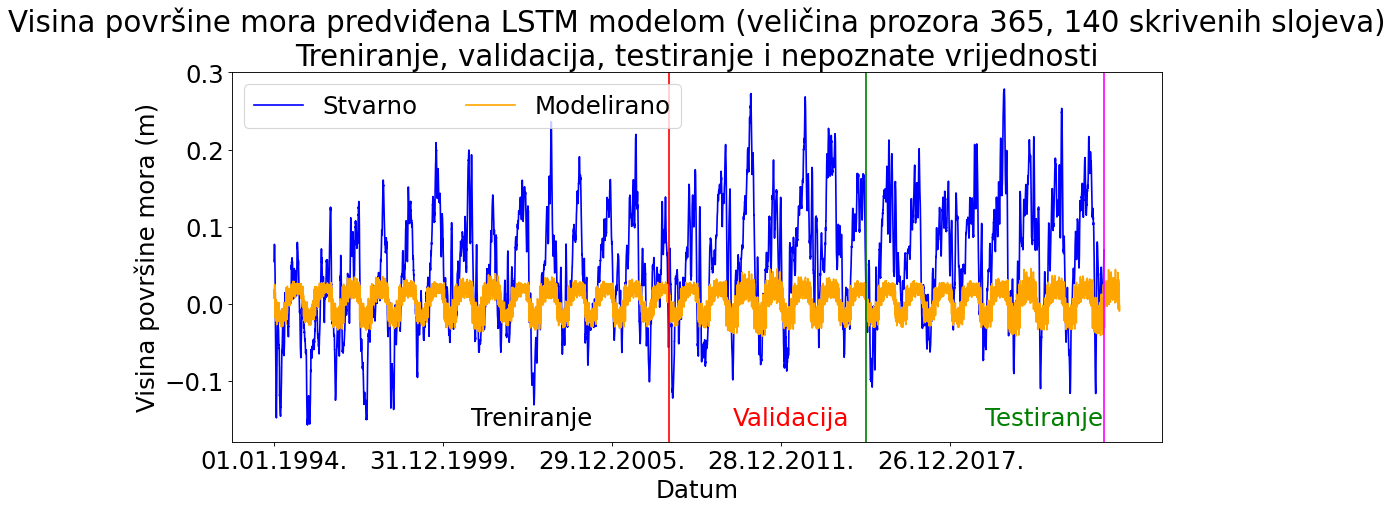 Visina površine mora predviđena LSTM modelom (veličina prozora 365, 140 skrivenih slojeva)
Treniranje, validacija, testiranje i nepoznate vrijednosti
Stvarno Modelirano
Visina površine mora (m)
0.3
0.2
0.1
0.0
−0.1
Treniranje Validacija Testiranje
01.01.1994. 31.12.1999. 29.12.2005. 28.12.2011. 26.12.2017.
Datum